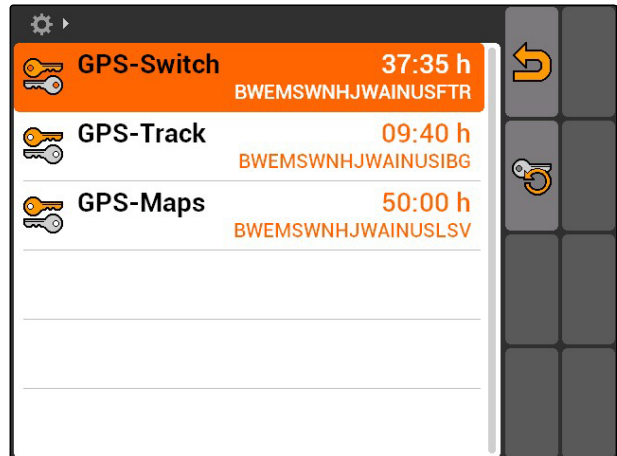 GPS-Switch 37:35 h
BWEMSWNHJWAINUSFTR
GPS-Track 09:40 h
BWEMSWNHJWAINUSIBG
GPS-Maps 50:00 h
BWEMSWNHJWAINUSLSV